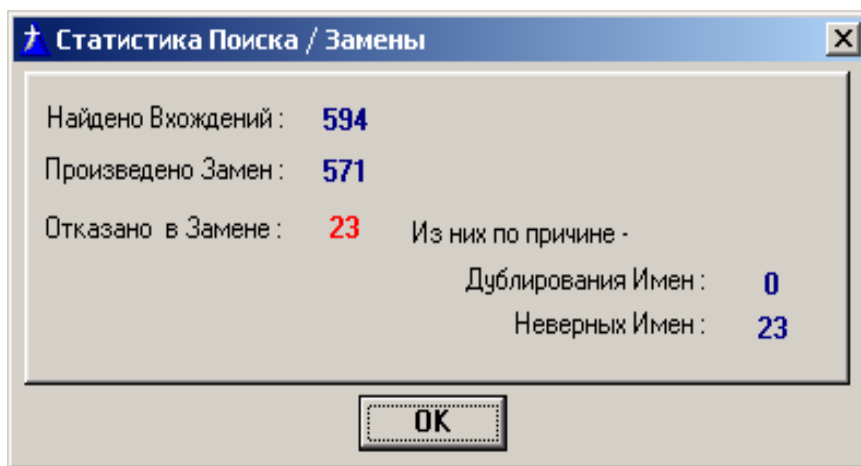 Статистика Поиска / Замены
Найдено Вхождений : 594
Произведено Замен : 571
Отказано в Замене : 23 Из них по причине -
Дублирования Имен : 0
Неверных Имен : 23
OK